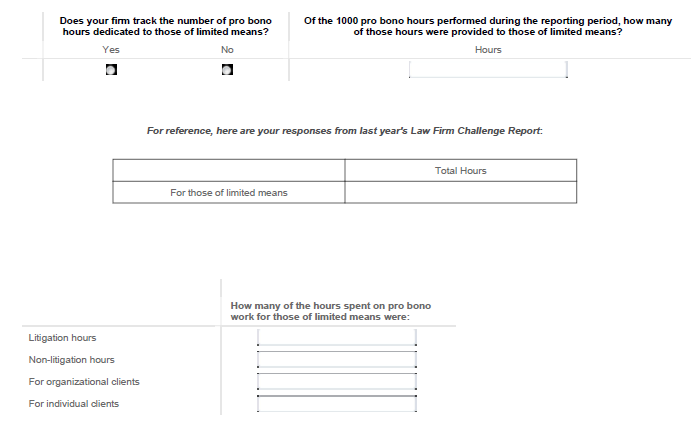 Does your firm track the number of pro bono
hours dedicated to those of limited means?
Of the 1000 pro bono hours performed during the reporting period, how many
of those hours were provided to those of limited means?
Yes
No
Hours
For reference, here are your responses from last year's Law Firm Challenge Report:
Total Hours
For those of limited means
How many of the hours spent on pro bono
work for those of limited means were:
Litigation hours
Non-litigation hours
For organizational clients
For individual clients